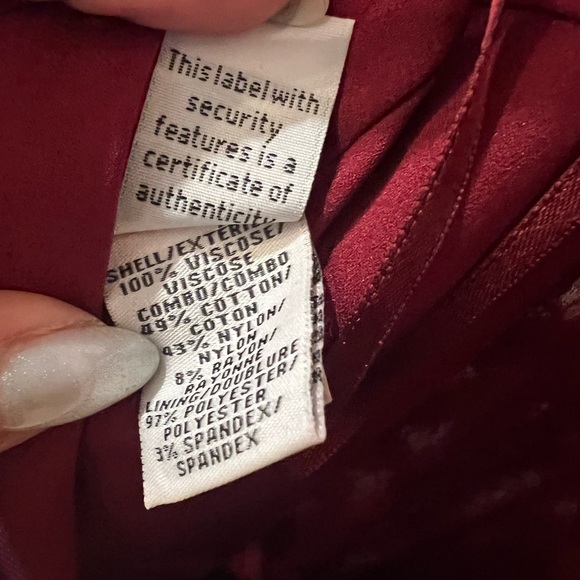 This label with
security
features is a
certificate of
authenticity
SHELL/EXTERIEUR
100% VISCOSE/
VISCOSE
COMBO/COMBO
49% COTTON/
COTON
43% NYLON/
NYLON
8% RAYON/
RAYONNE
LINING/DOUBLURE
97% POLYESTER/
POLYESTER
3% SPANDEX/
SPANDEX